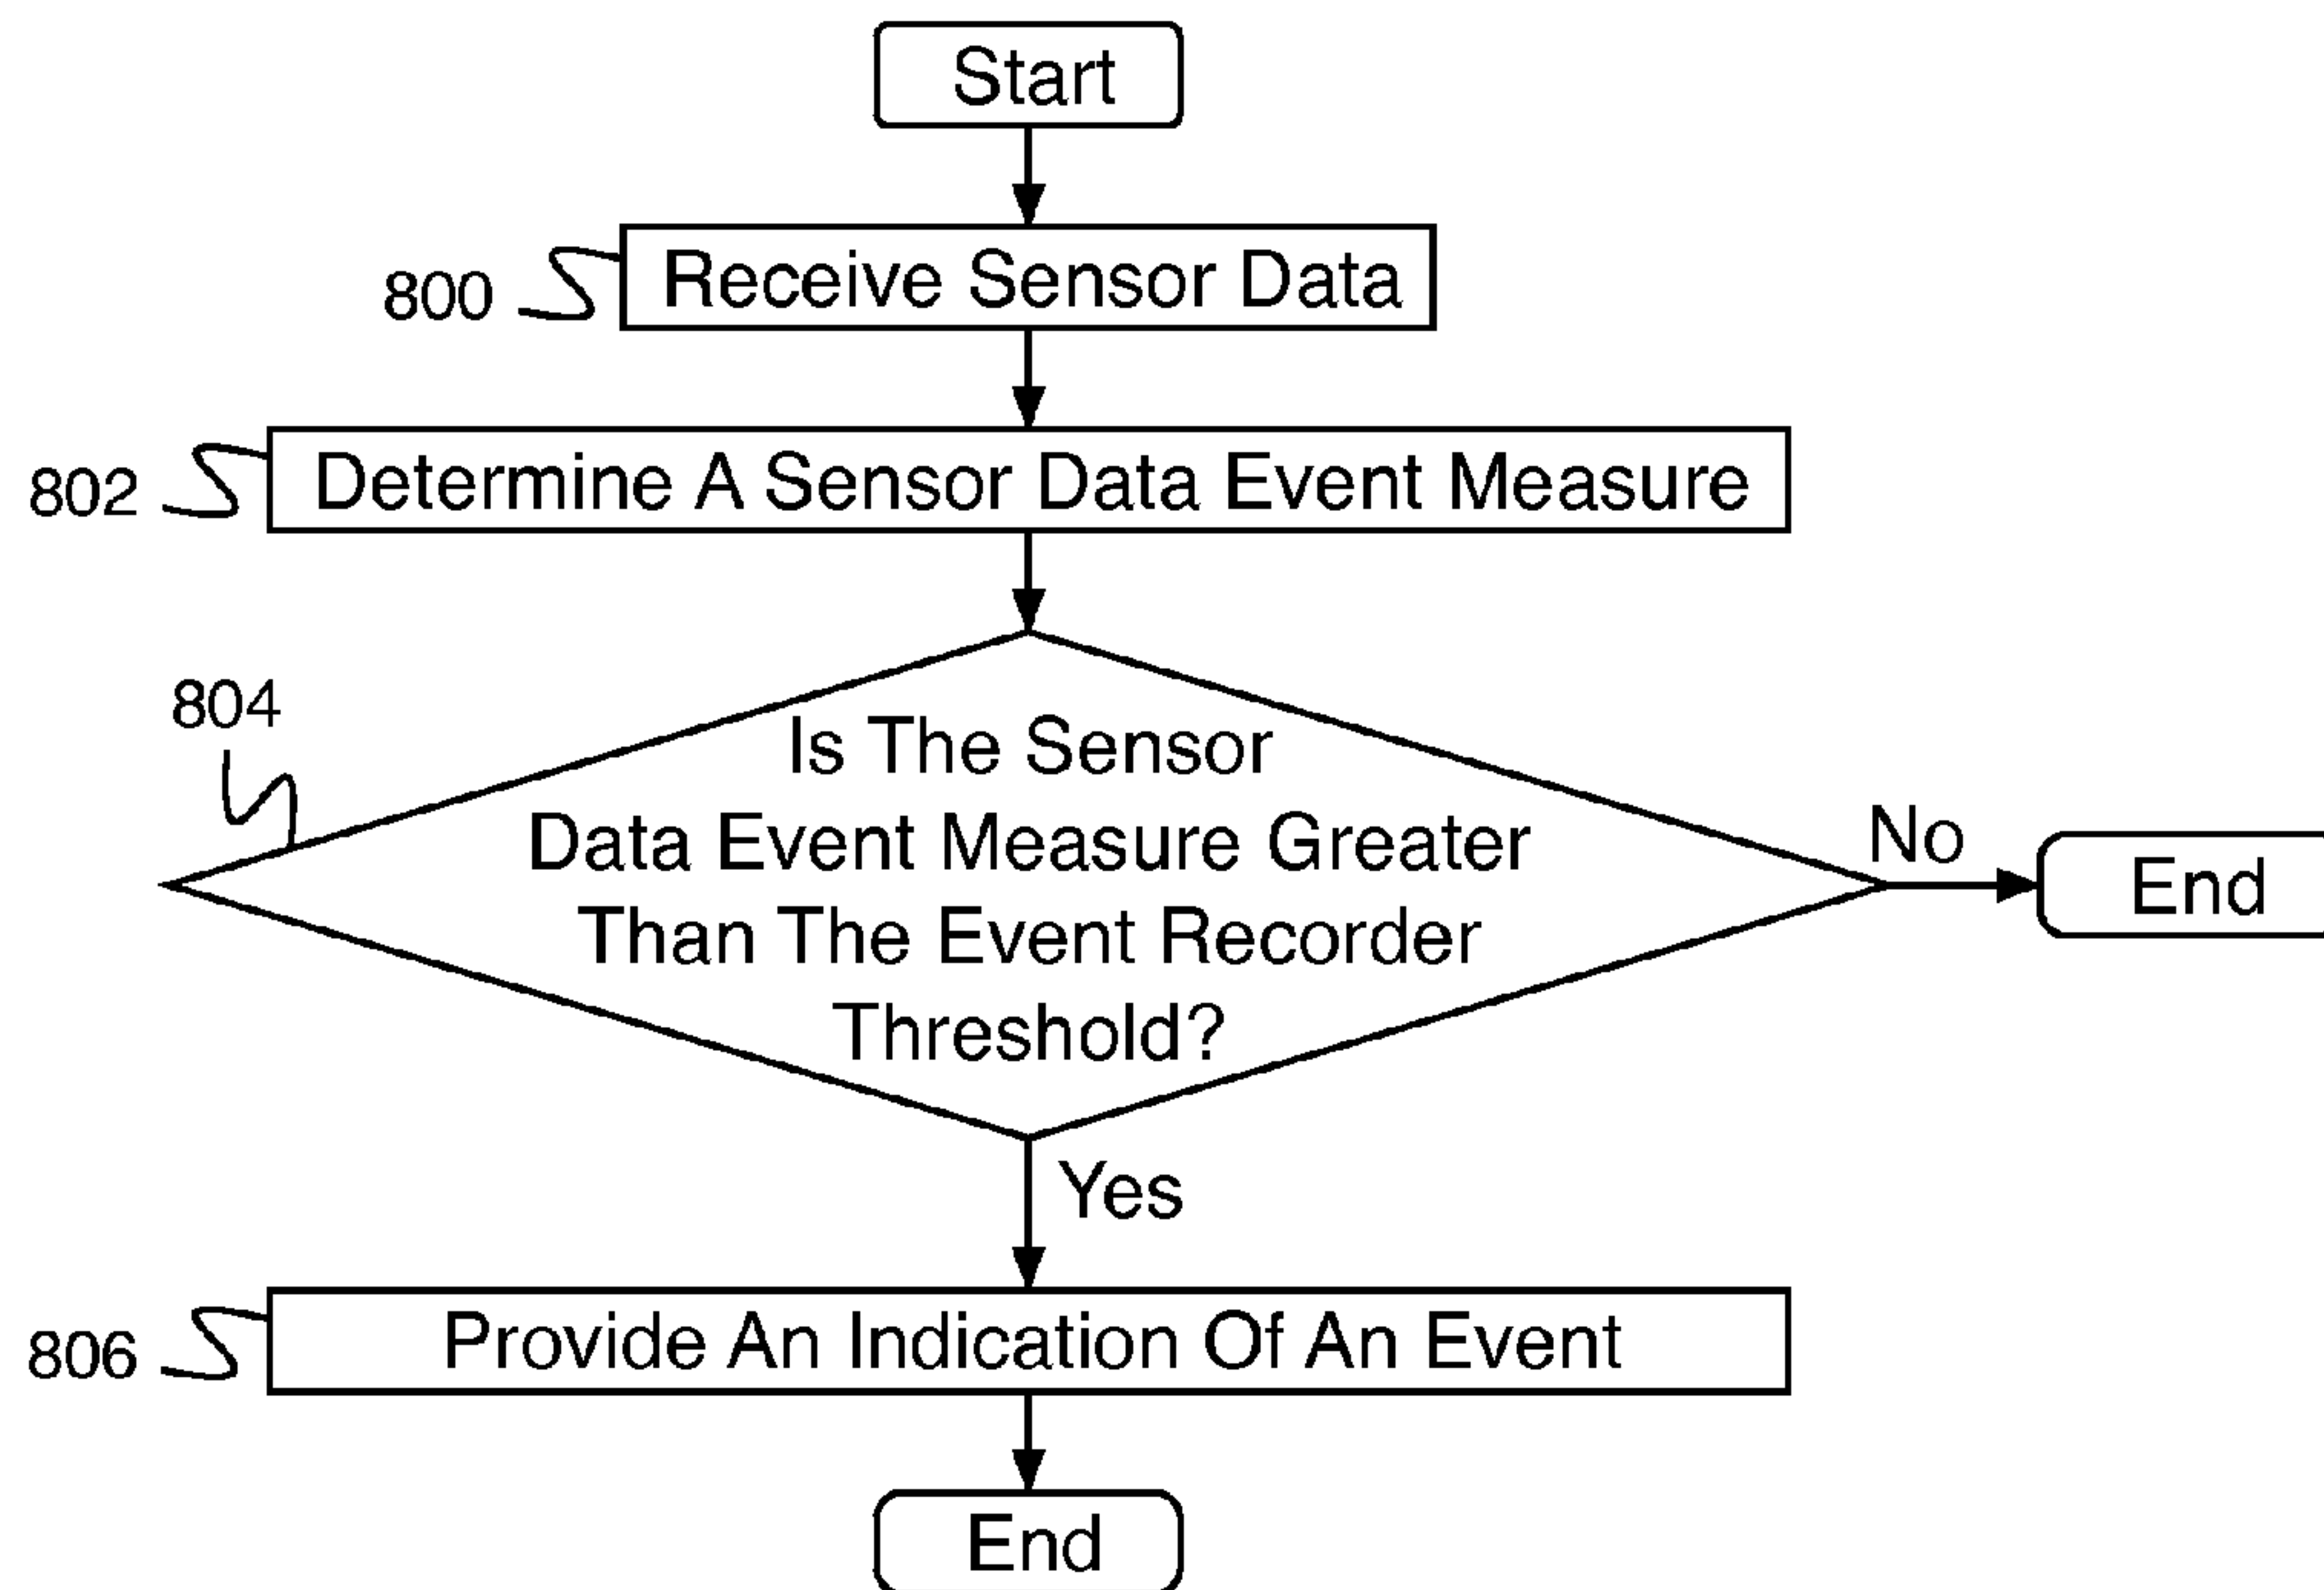 Start
800
Receive Sensor Data
802
Determine A Sensor Data Event Measure
804
Is The Sensor
Data Event Measure Greater
Than The Event Recorder
Threshold?
No
End
Yes
806
Provide An Indication Of An Event
End